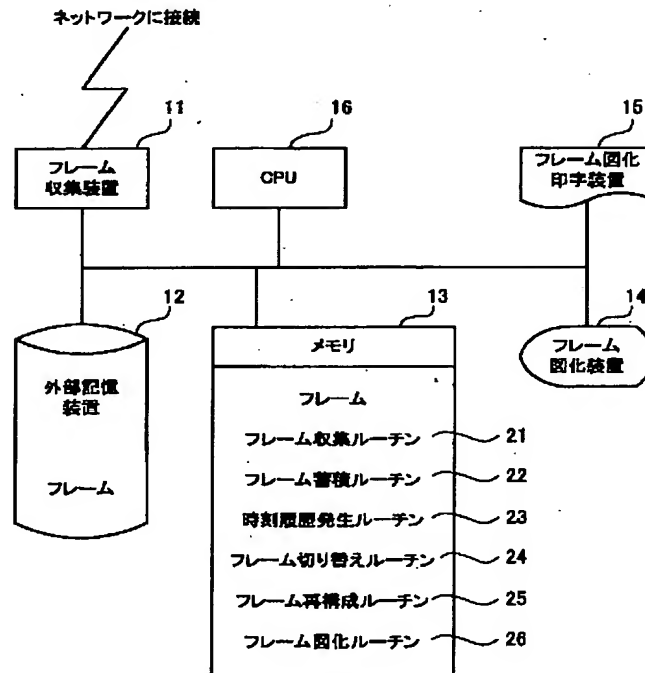 ネットワークに接続
11
16
15
フレーム
収集装置
CPU
フレーム図化
印字装置
12
13
14
メモリ
フレーム
図化装置
外部記憶
装置
フレーム
フレーム
フレーム収集ルーチン
21
フレーム蓄積ルーチン
22
時刻履歴発生ルーチン
23
フレーム切り替えルーチン
24
フレーム再構成ルーチン
25
フレーム図化ルーチン
26